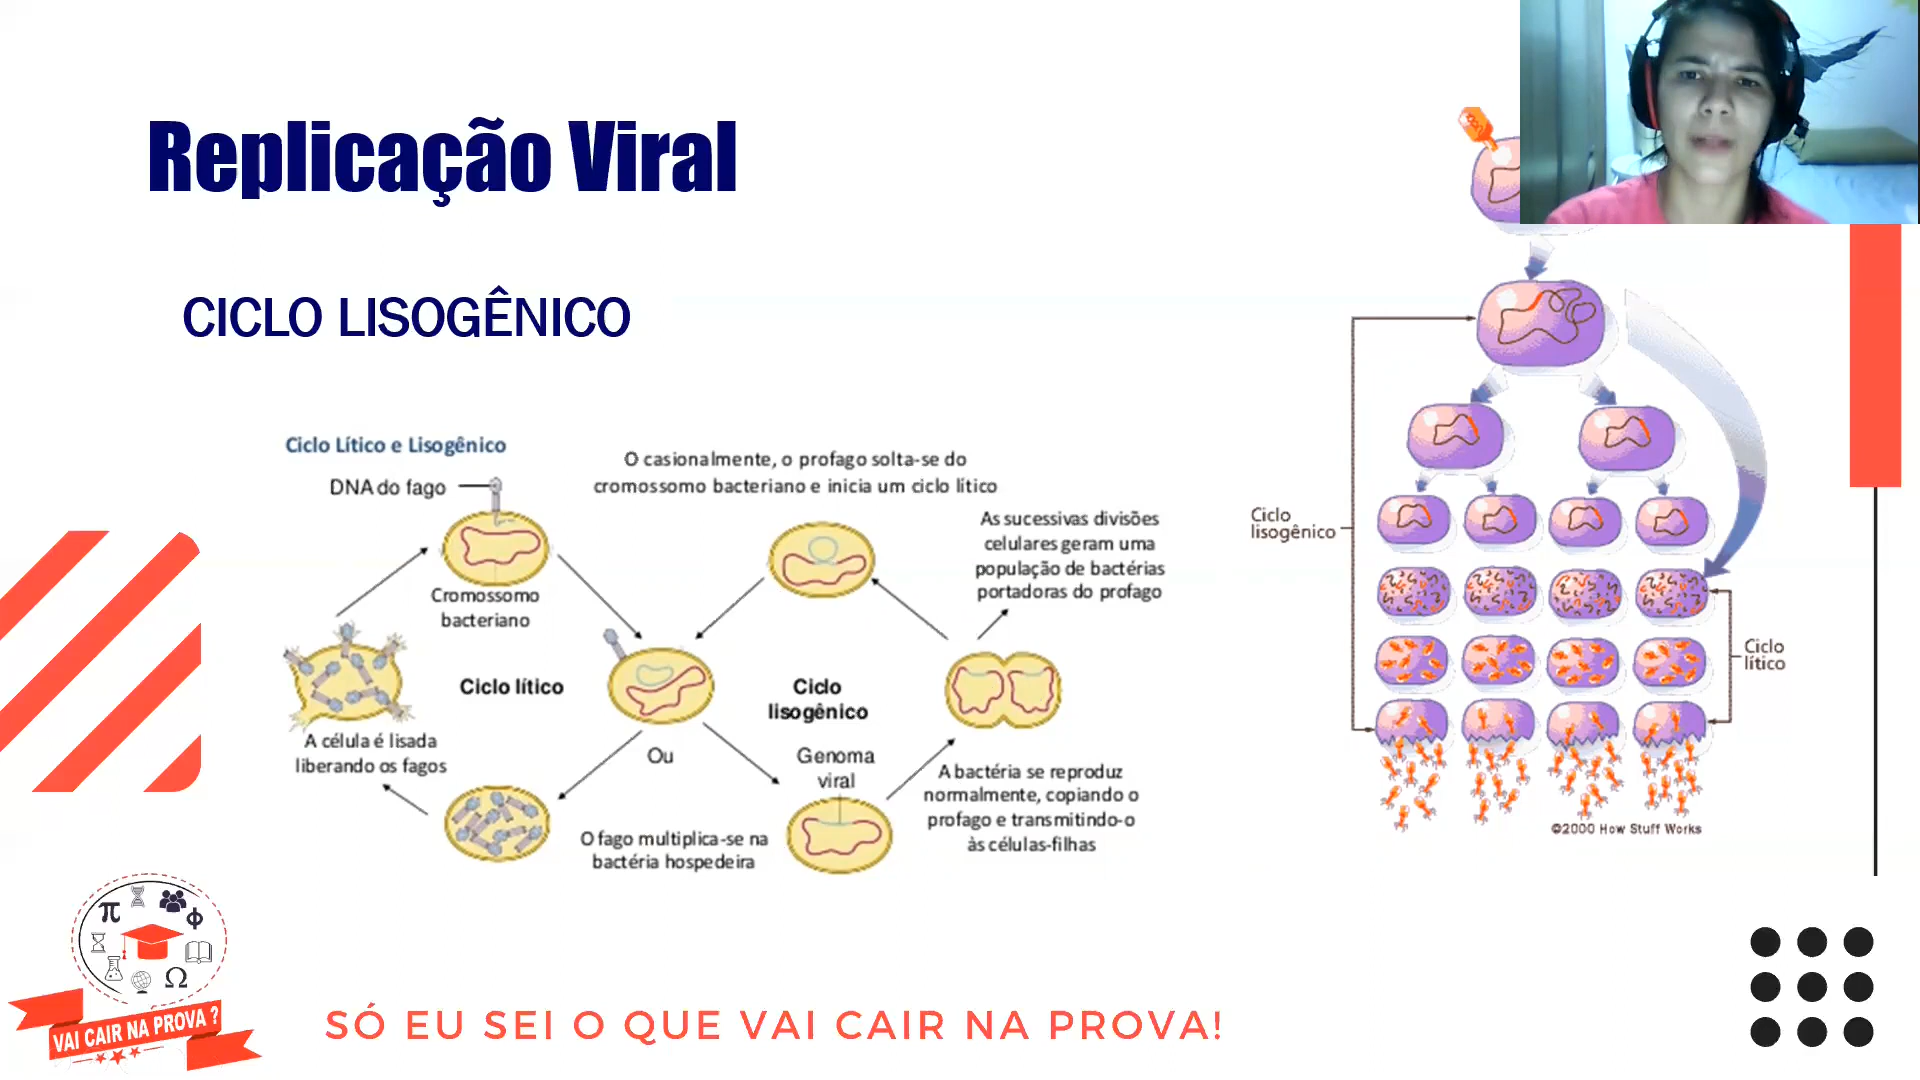 Replicação Viral
CICLO LISOGÊNICO
Ciclo Lítico e Lisogênico
DNA do fago
O casionalmente, o profago solta-se do
cromossomo bacteriano e inicia um ciclo lítico
As sucessivas divisões
celulares geram uma
população de bactérias
portadoras do profago
Cromossomo
bacteriano
Ciclo lítico
Ciclo
lisogênico
A célula é lisada
liberando os fagos
Ou
Genoma
viral
A bactéria se reproduz
normalmente, copiando o
profago e transmitindo-o
às células-filhas
O fago multiplica-se na
bactéria hospedeira
Ciclo
lisogênico
Ciclo
lítico
©2000 How Stuff Works
π
Φ
Ω
VAI CAIR NA PROVA ?
SÓ EU SEI O QUE VAI CAIR NA PROVA!